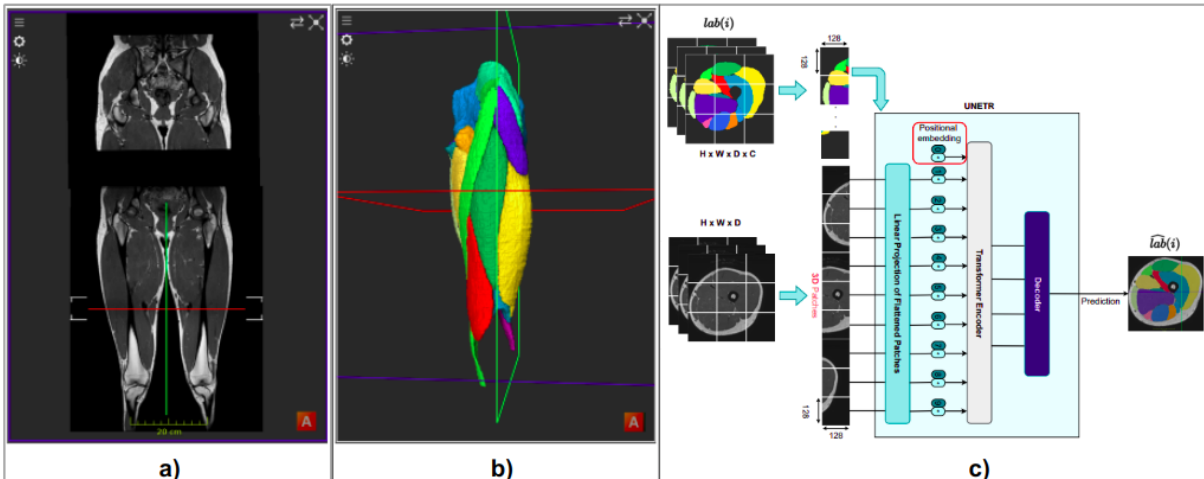 20 cm
A
a)
A
b)
lab(i)
128
128
H x W x D x C
UNETR
Positional
embedding
H x W x D
3D Patches
Linear Projection of Flattened Patches
Transformer Encoder
Decoder
Prediction
lab(i)
128
128
c)